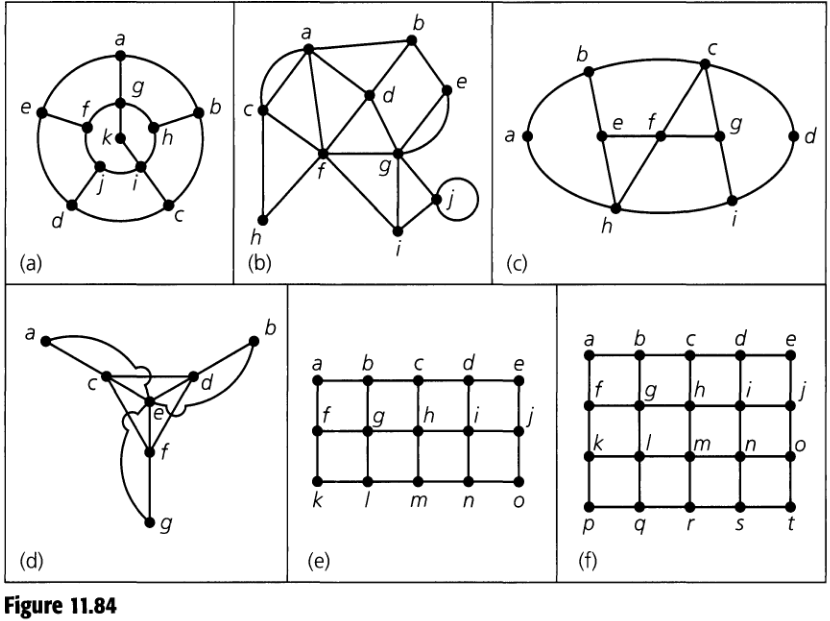 a
g
e f h b
k
j i
d c
(a)
b
a
e
c d
f g
j
h i
(b)
b c
a e f g d
h i
(c)
a b
c d
e
f
g
(d)
a b c d e
f g h i j
k l m n o
(e)
a b c d e
f g h i j
k l m n o
p q r s t
(f)
Figure 11.84